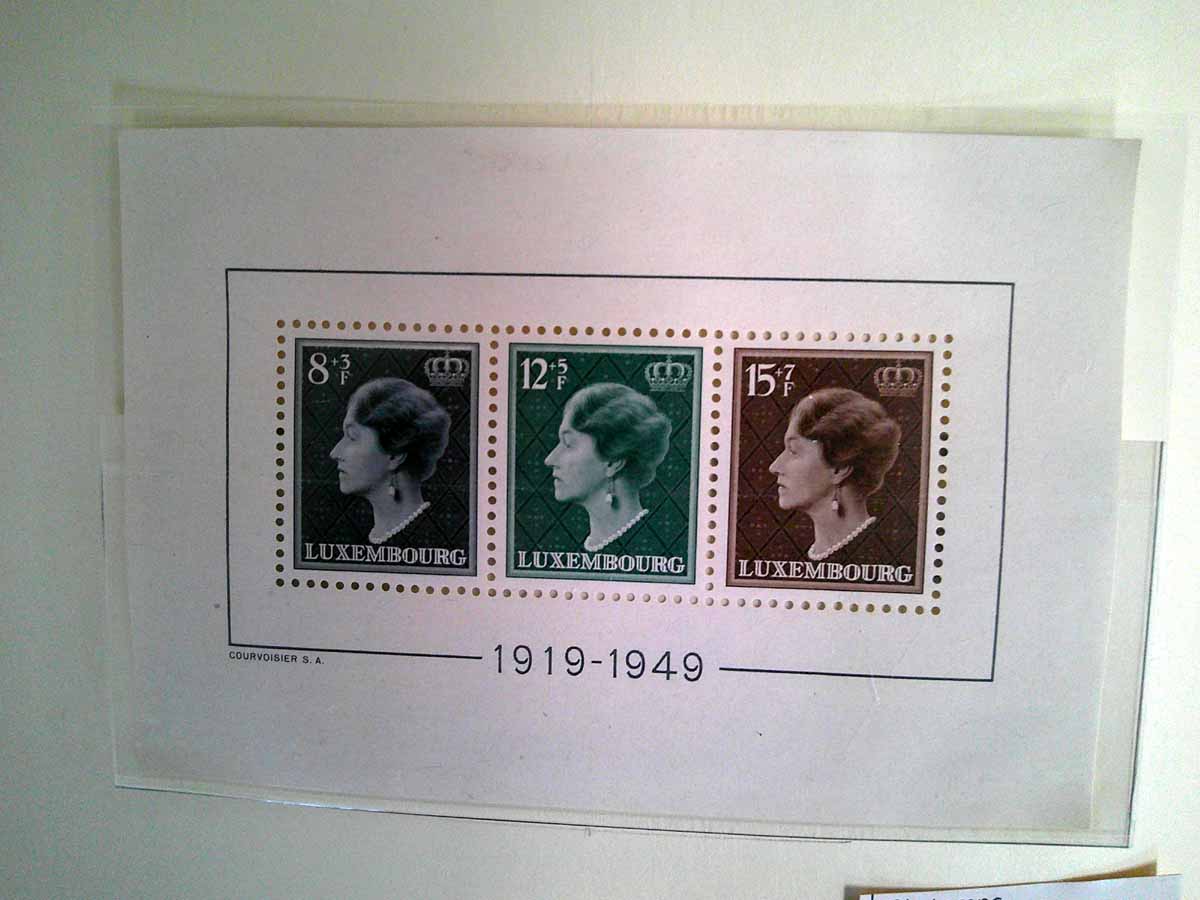 8+3 F
12+5 F
15+7 F
LUXEMBOURG
LUXEMBOURG
LUXEMBOURG
COURVOISIER S. A.
1919-1949